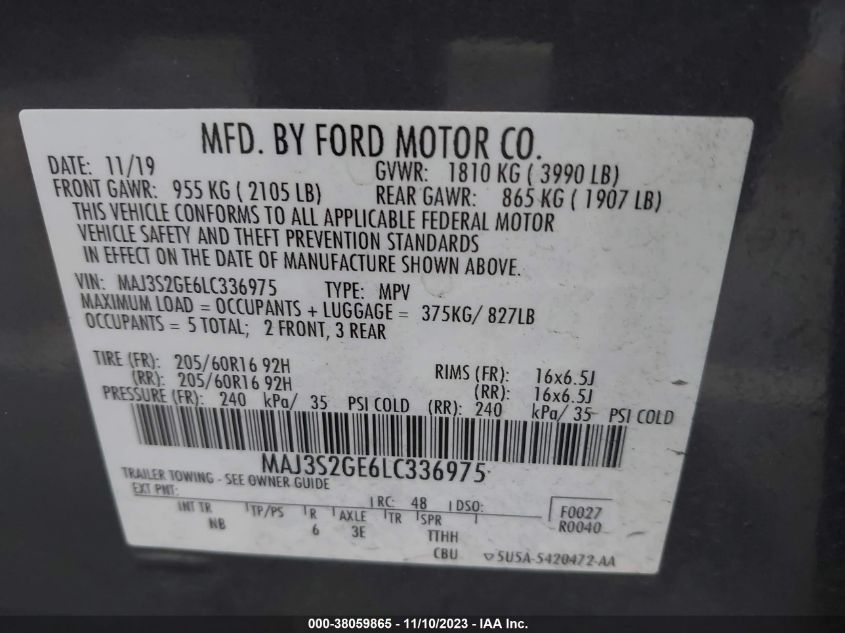 MFD. BY FORD MOTOR CO.
DATE: 11/19 GVWR: 1810 KG ( 3990 LB)
FRONT GAWR: 955 KG ( 2105 LB) REAR GAWR: 865 KG ( 1907 LB)
THIS VEHICLE CONFORMS TO ALL APPLICABLE FEDERAL MOTOR
VEHICLE SAFETY AND THEFT PREVENTION STANDARDS
IN EFFECT ON THE DATE OF MANUFACTURE SHOWN ABOVE.
VIN: MAJ3S2GE6LC336975 TYPE: MPV
MAXIMUM LOAD = OCCUPANTS + LUGGAGE = 375KG/ 827LB
OCCUPANTS = 5 TOTAL; 2 FRONT, 3 REAR
TIRE (FR): 205/60R16 92H RIMS (FR): 16x6.5J
(RR): 205/60R16 92H (RR): 16x6.5J
PRESSURE (FR): 240 kPa/ 35 PSI COLD (RR): 240 kPa/ 35 PSI COLD
MAJ3S2GE6LC336975
TRAILER TOWING - SEE OWNER GUIDE
EXT PNT: RC: 48 DSO: F0027
INT TR TP/PS R AXLE TR SPR R0040
NB 6 3E TTHH
CBU 5U5A-5420472-AA
000-38059865 - 11/10/2023 - IAA Inc.